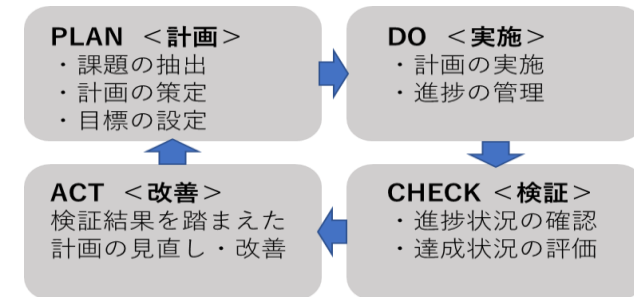 PLAN ＜計画＞
・課題の抽出
・計画の策定
・目標の設定
DO ＜実施＞
・計画の実施
・進捗の管理
CHECK ＜検証＞
・進捗状況の確認
・達成状況の評価
ACT ＜改善＞
検証結果を踏まえた
計画の見直し・改善